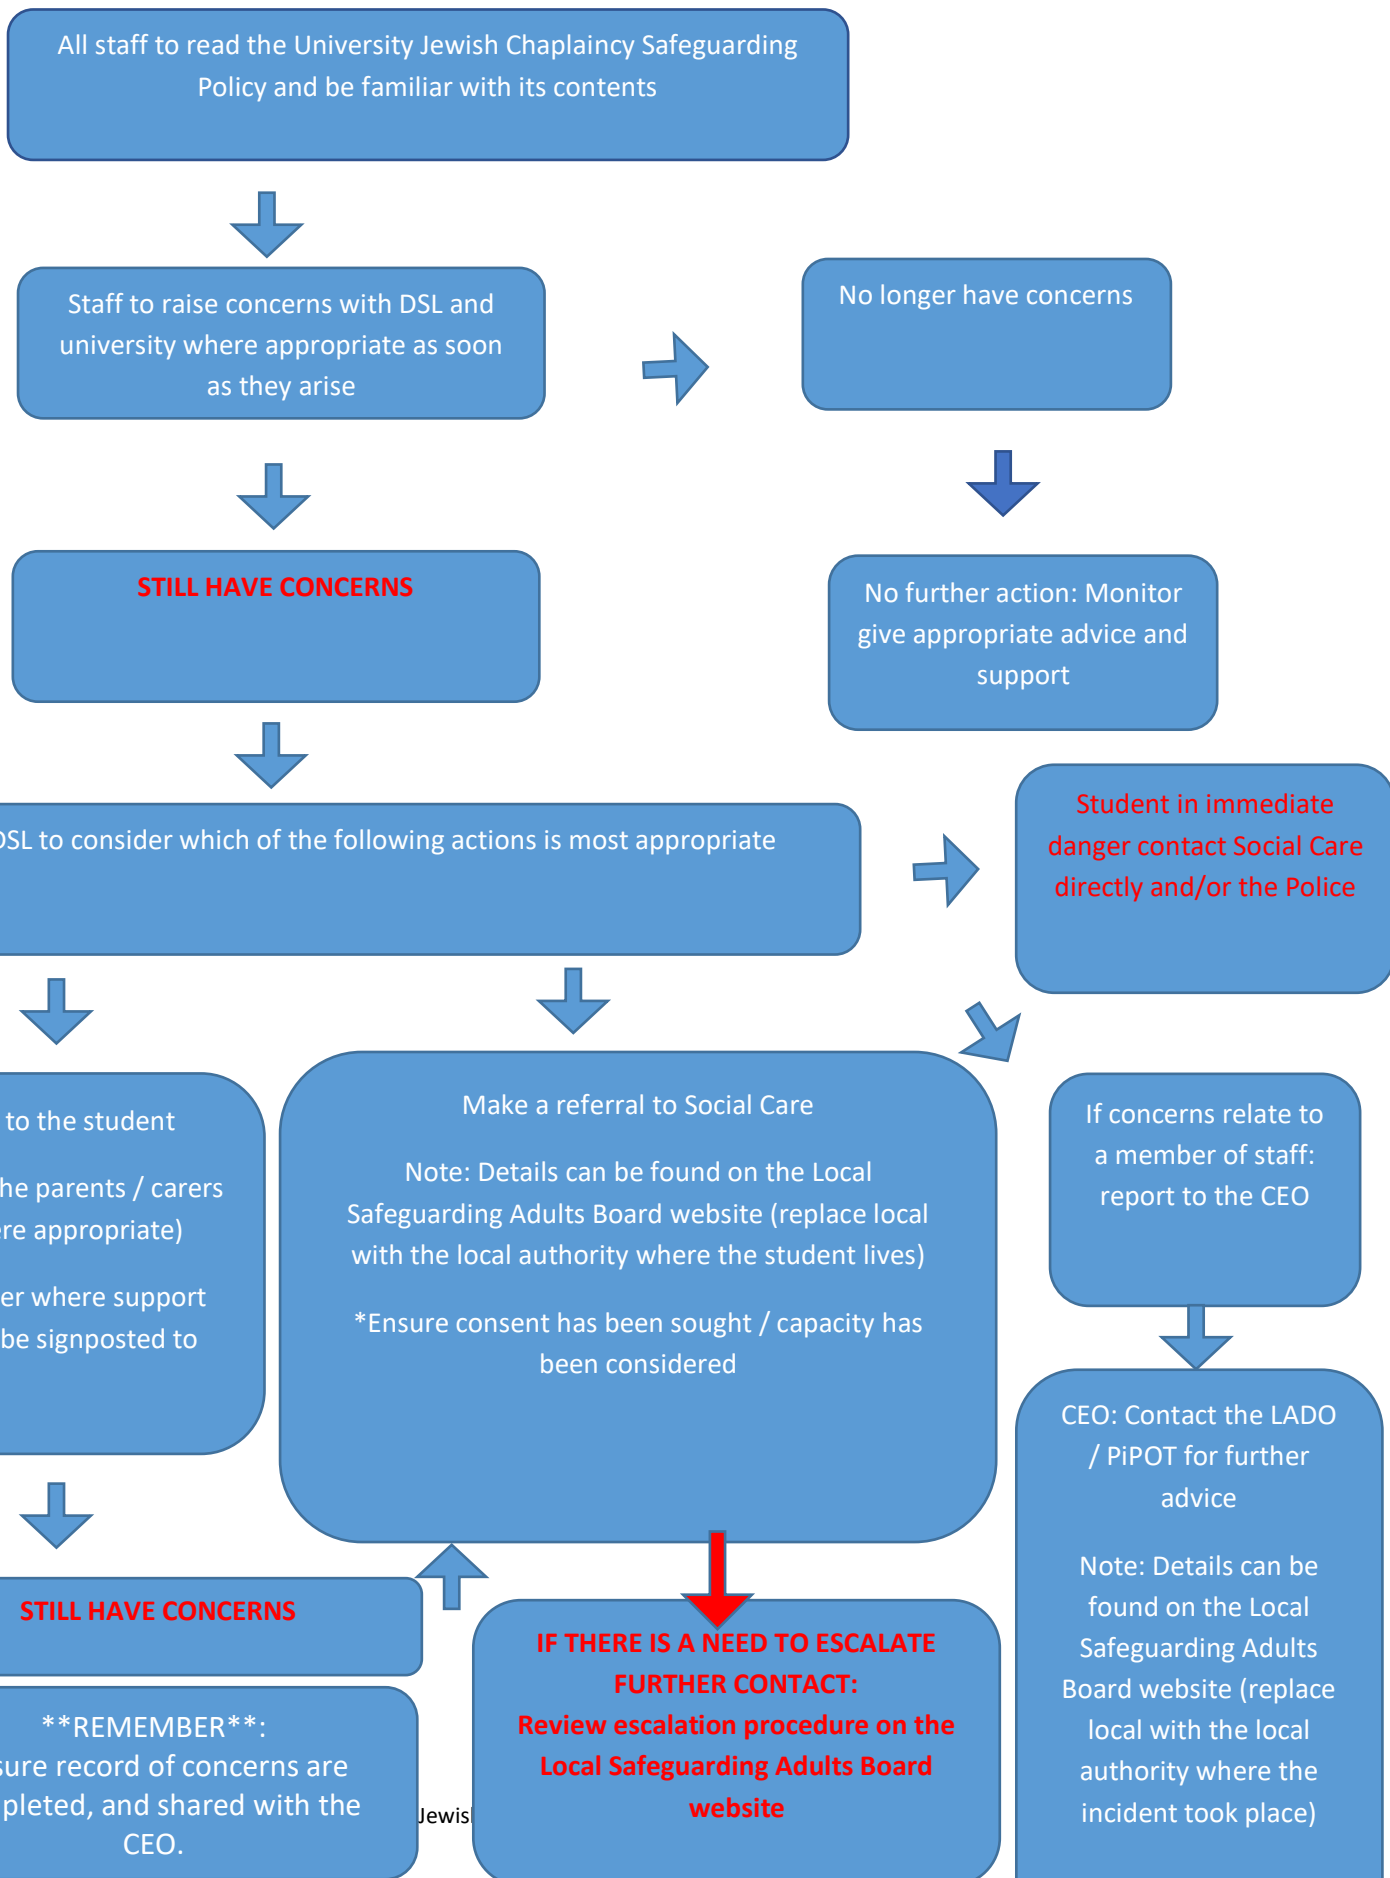 All staff to read the University Jewish Chaplaincy Safeguarding
Policy and be familiar with its contents
Staff to raise concerns with DSL and
university where appropriate as soon
as they arise
No longer have concerns
STILL HAVE CONCERNS
No further action: Monitor
give appropriate advice and
support
DSL to consider which of the following actions is most appropriate
Student in immediate
danger contact Social Care
directly and/or the Police
to the student
the parents / carers
appropriate)
where support
be signposted to
Make a referral to Social Care
Note: Details can be found on the Local
Safeguarding Adults Board website (replace local
with the local authority where the student lives)
*Ensure consent has been sought / capacity has
been considered
If concerns relate to
a member of staff:
report to the CEO
CEO: Contact the LADO
/ PiPOT for further
advice
Note: Details can be
found on the Local
Safeguarding Adults
Board website (replace
local with the local
authority where the
incident took place)
STILL HAVE CONCERNS
**REMEMBER**:
record of concerns are
and shared with the
CEO.
IF THERE IS A NEED TO ESCALATE
FURTHER CONTACT:
Review escalation procedure on the
Local Safeguarding Adults Board
website